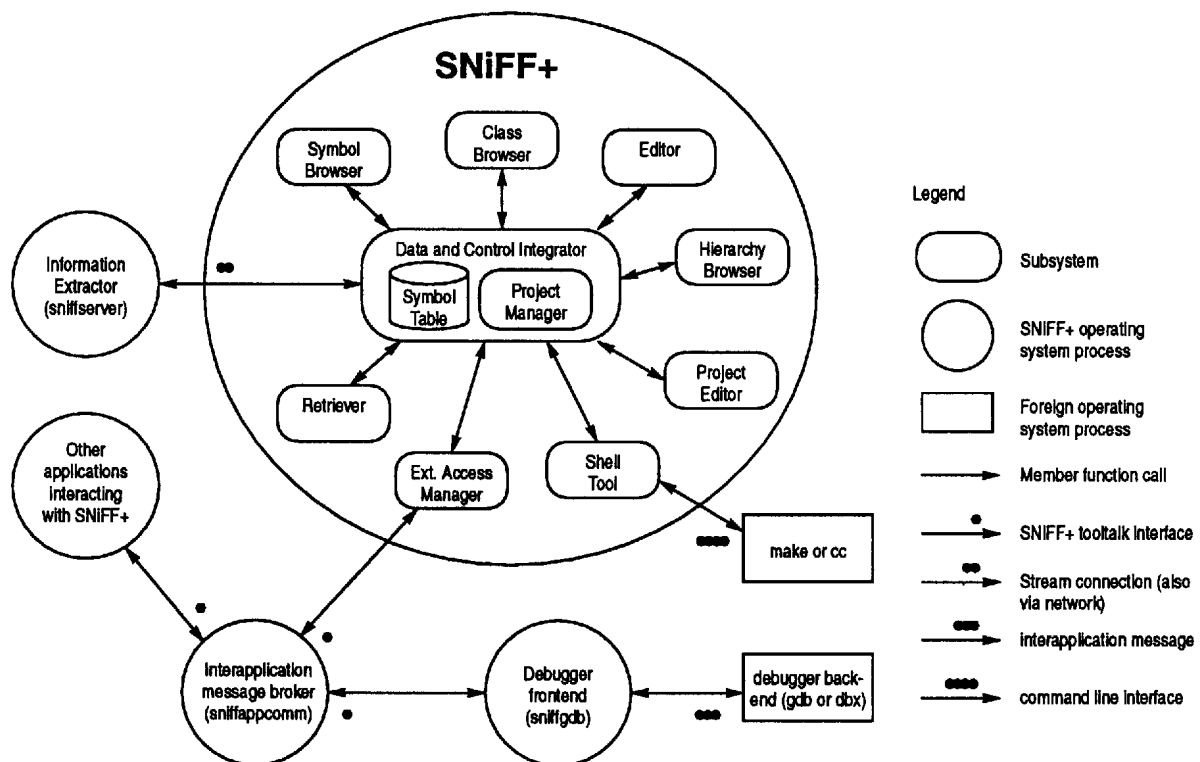 SNiFF+
Symbol
Browser
Class
Browser
Editor
Data and Control Integrator
Symbol
Table
Project
Manager
Hierarchy
Browser
Information
Extractor
(sniffserver)
Retriever
Project
Editor
Ext. Access
Manager
Shell
Tool
Other
applications
interacting
with SNiFF+
make or cc
Interapplication
message broker
(sniffappcomm)
Debugger
frontend
(sniffgdb)
debugger back-
end (gdb or dbx)
Legend
Subsystem
SNiFF+ operating
system process
Foreign operating
system process
Member function call
SNiFF+ tooltalk interface
Stream connection (also
via network)
interapplication message
command line interface